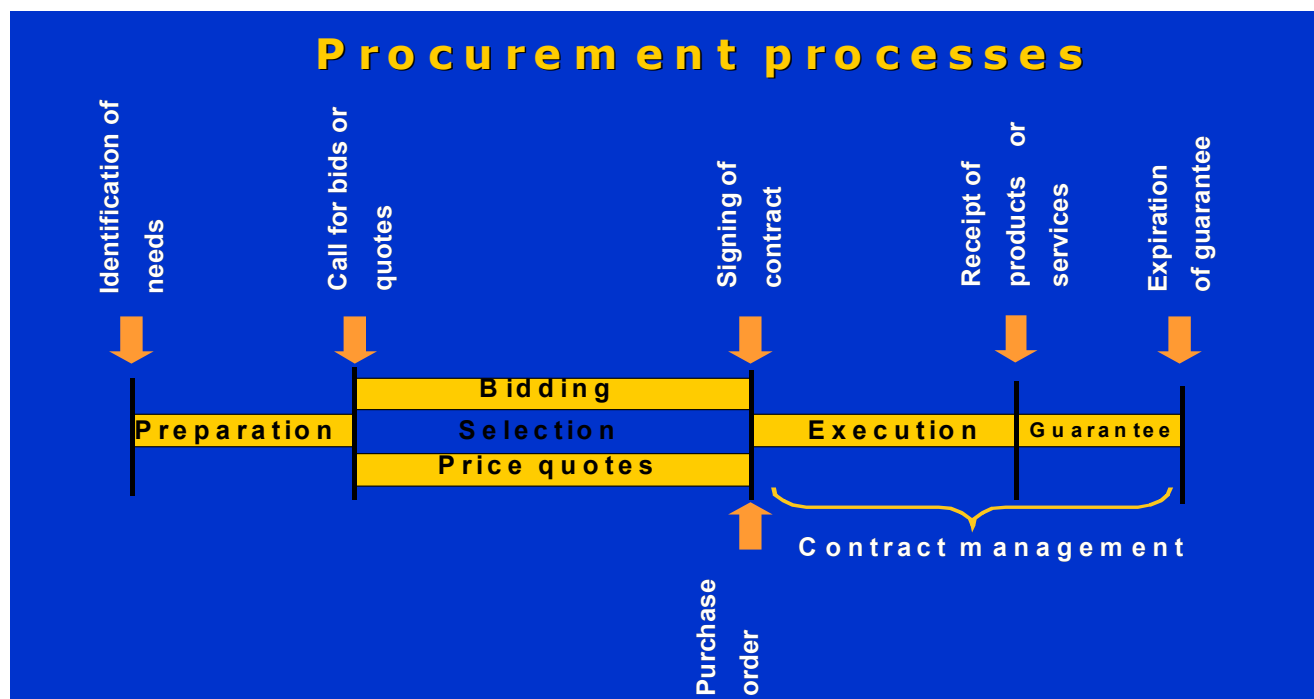 Procurement processes
Identification of
needs
Call for bids or
quotes
Signing of
contract
Receipt of
products or
services
Expiration
of guarantee
Bidding
Preparation
Selection
Execution
Guarantee
Price quotes
Contract management
Purchase
order